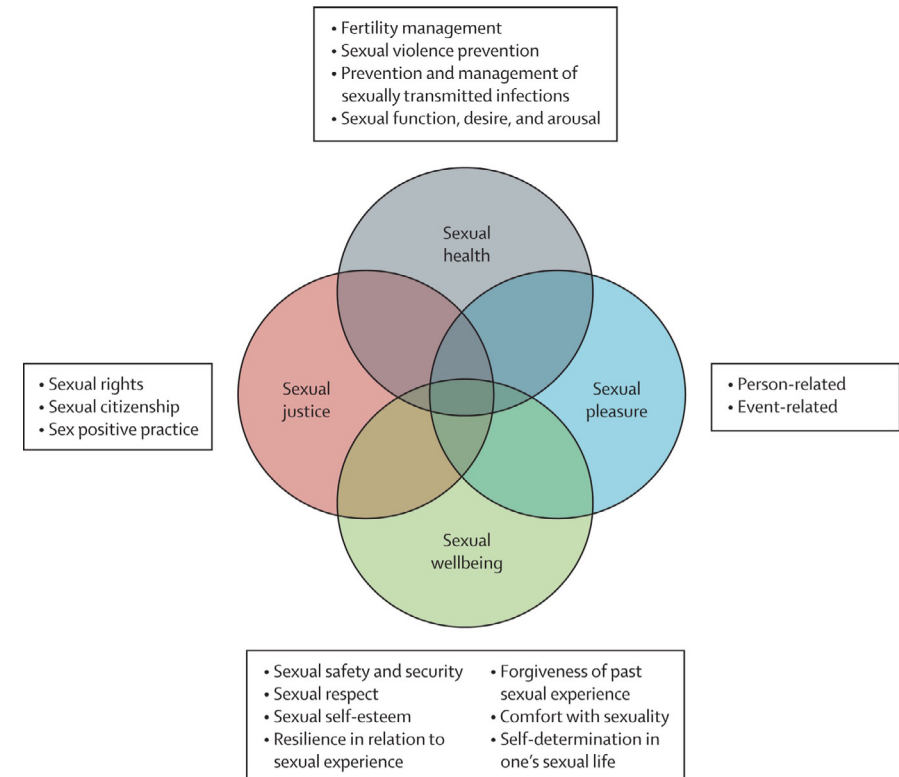 • Fertility management
• Sexual violence prevention
• Prevention and management of
sexually transmitted infections
• Sexual function, desire, and arousal
Sexual
health
• Sexual rights
• Sexual citizenship
• Sex positive practice
Sexual
justice
Sexual
pleasure
• Person-related
• Event-related
Sexual
wellbeing
• Sexual safety and security
• Sexual respect
• Sexual self-esteem
• Resilience in relation to
sexual experience
• Forgiveness of past
sexual experience
• Comfort with sexuality
• Self-determination in
one’s sexual life